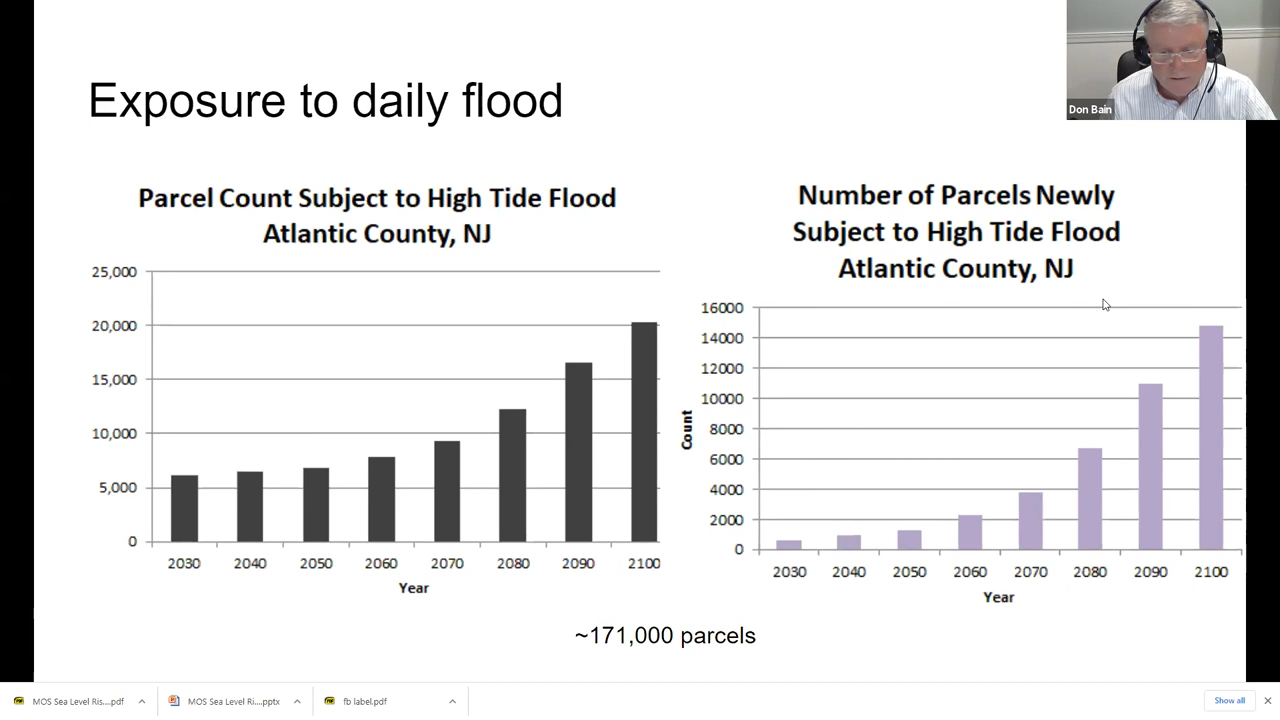 Exposure to daily flood
Don Bain
Parcel Count Subject to High Tide Flood
Atlantic County, NJ
25,000
20,000
15,000
10,000
5,000
0
2030 2040 2050 2060 2070 2080 2090 2100
Year
Number of Parcels Newly
Subject to High Tide Flood
Atlantic County, NJ
16000
14000
12000
10000
8000
6000
4000
2000
0
Count
2030 2040 2050 2060 2070 2080 2090 2100
Year
~171,000 parcels
MOS Sea Level Ris....pdf
MOS Sea Level Ri....pptx
fb label.pdf
Show all